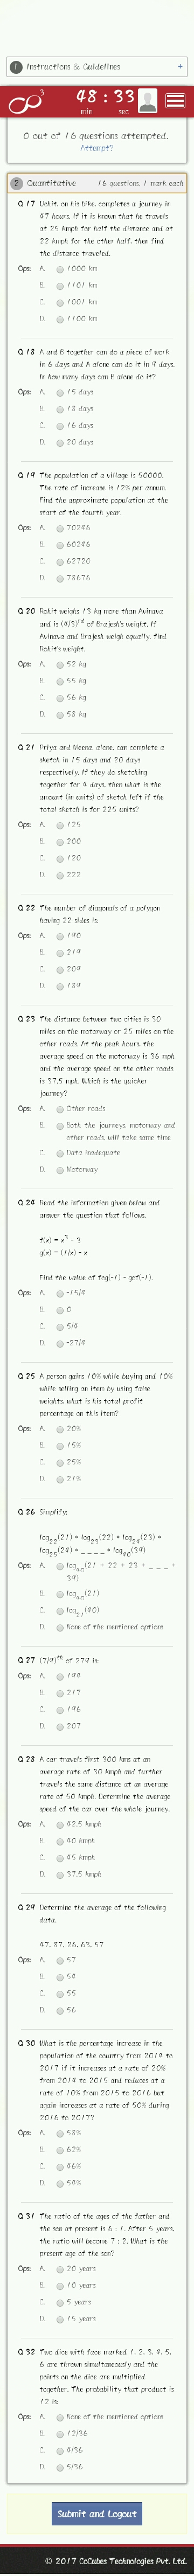 1 Instructions & Guidelines +
3
48 : 33
min sec
0 out of 16 questions attempted.
Attempt?
2 Quantitative 16 questions, 1 mark each
Q 17 Uchit, on his bike, completes a journey in
47 hours. If it is known that he travels
at 25 kmph for half the distance and at
22 kmph for the other half, then find
the distance traveled.
Ops: A. 1000 km
B. 1101 km
C. 1001 km
D. 1100 km
Q 18 A and B together can do a piece of work
in 6 days and A alone can do it in 9 days.
In how many days can B alone do it?
Ops: A. 15 days
B. 18 days
C. 16 days
D. 20 days
Q 19 The population of a village is 50000.
The rate of increase is 12% per annum.
Find the approximate population at the
start of the fourth year.
Ops: A. 70246
B. 60246
C. 62720
D. 78676
Q 20 Rohit weighs 13 kg more than Avinava
and is (4/3)rd of Brajesh's weight. If
Avinava and Brajesh weigh equally, find
Rohit's weight.
Ops: A. 52 kg
B. 55 kg
C. 56 kg
D. 58 kg
Q 21 Priya and Meena, alone, can complete a
sketch in 15 days and 20 days
respectively. If they do sketching
together for 4 days, then what is the
amount (in units) of sketch left if the
total sketch is for 225 units?
Ops: A. 125
B. 200
C. 120
D. 222
Q 22 The number of diagonals of a polygon
having 22 sides is:
Ops: A. 190
B. 219
C. 209
D. 189
Q 23 The distance between two cities is 30
miles on the motorway or 25 miles on the
other roads. At the peak hours, the
average speed on the motorway is 36 mph
and the average speed on the other roads
is 37.5 mph. Which is the quicker
journey?
Ops: A. Other roads
B. Both the journeys, motorway and
other roads, will take same time
C. Data inadequate
D. Motorway
Q 24 Read the information given below and
answer the question that follows.
f(x) = x3 - 3
g(x) = (1/x) - x
Find the value of fog(-1) - gof(-1).
Ops: A. -15/4
B. 0
C. 5/4
D. -27/4
Q 25 A person gains 10% while buying and 10%
while selling an item by using false
weights, what is his total profit
percentage on this item?
Ops: A. 20%
B. 15%
C. 25%
D. 21%
Q 26 Simplify:
log22(21) * log23(22) * log24(23) *
log25(24) * _ _ _ _ * log40(39)
Ops: A. log40(21 + 22 + 23 + _ _ _ +
39)
B. log40(21)
C. log21(40)
D. None of the mentioned options
Q 27 (7/9)th of 279 is:
Ops: A. 194
B. 217
C. 196
D. 207
Q 28 A car travels first 300 kms at an
average rate of 30 kmph and further
travels the same distance at an average
rate of 50 kmph. Determine the average
speed of the car over the whole journey.
Ops: A. 42.5 kmph
B. 40 kmph
C. 45 kmph
D. 37.5 kmph
Q 29 Determine the average of the following
data.
47, 87, 26, 63, 57
Ops: A. 57
B. 54
C. 55
D. 56
Q 30 What is the percentage increase in the
population of the country from 2014 to
2017 if it increases at a rate of 20%
from 2014 to 2015 and reduces at a
rate of 10% from 2015 to 2016 but
again increases at a rate of 50% during
2016 to 2017?
Ops: A. 58%
B. 62%
C. 46%
D. 54%
Q 31 The ratio of the ages of the father and
the son at present is 6 : 1. After 5 years,
the ratio will become 7 : 2. What is the
present age of the son?
Ops: A. 20 years
B. 10 years
C. 5 years
D. 15 years
Q 32 Two dice with face marked 1, 2, 3, 4, 5,
6 are thrown simultaneously and the
points on the dice are multiplied
together. The probability that product is
12 is:
Ops: A. None of the mentioned options
B. 12/36
C. 4/36
D. 5/36
Submit and Logout
© 2017 CoCubes Technologies Pvt. Ltd.